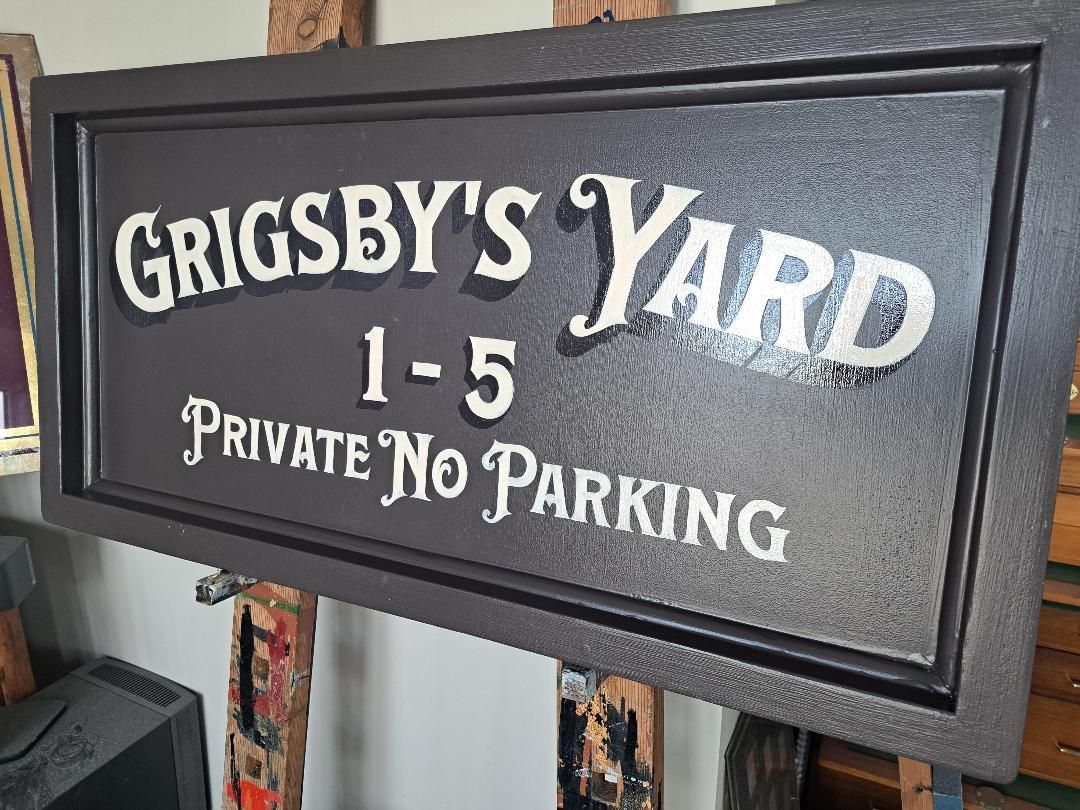 Grigsby's Yard
1 - 5
Private No Parking